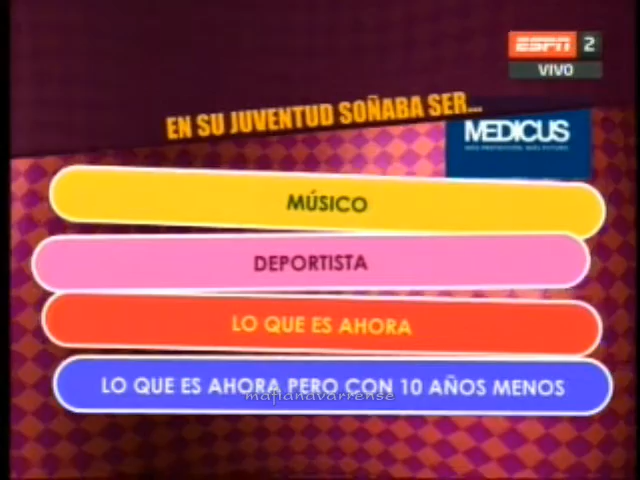 ESPN 2
VIVO
EN SU JUVENTUD SOÑABA SER...
MEDICUS
MÚSICO
DEPORTISTA
LO QUE ES AHORA
LO QUE ES AHORA PERO CON 10 AÑOS MENOS
mafianavarrense